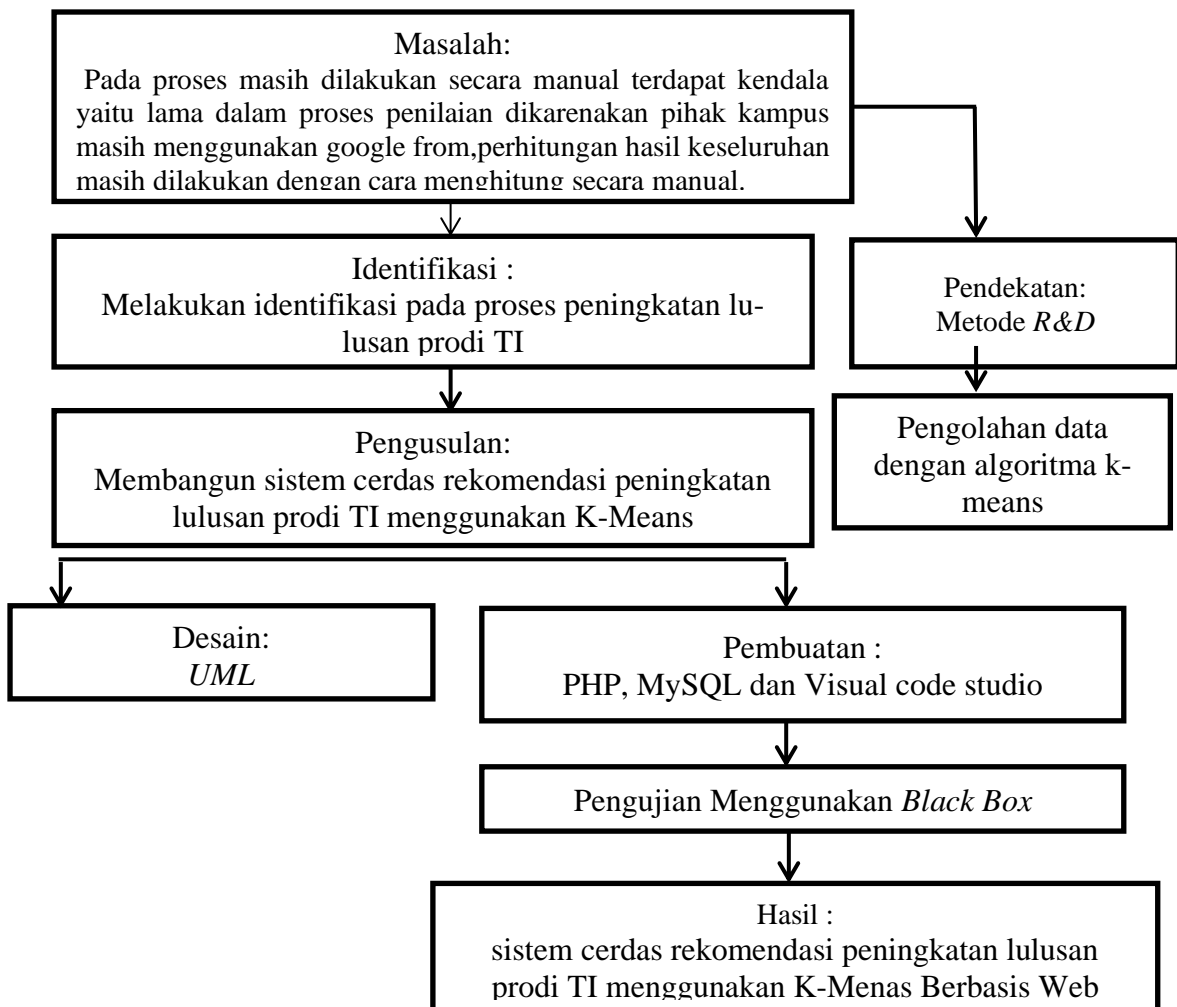 Masalah:
Pada proses masih dilakukan secara manual terdapat kendala
yaitu lama dalam proses penilaian dikarenakan pihak kampus
masih menggunakan google from,perhitungan hasil keseluruhan
masih dilakukan dengan cara menghitung secara manual.
Identifikasi :
Melakukan identifikasi pada proses peningkatan lu-
lusan prodi TI
Pendekatan:
Metode R&D
Pengusulan:
Membangun sistem cerdas rekomendasi peningkatan
lulusan prodi TI menggunakan K-Means
Pengolahan data
dengan algoritma k-
means
Desain:
UML
Pembuatan :
PHP, MySQL dan Visual code studio
Pengujian Menggunakan Black Box
Hasil :
sistem cerdas rekomendasi peningkatan lulusan
prodi TI menggunakan K-Menas Berbasis Web